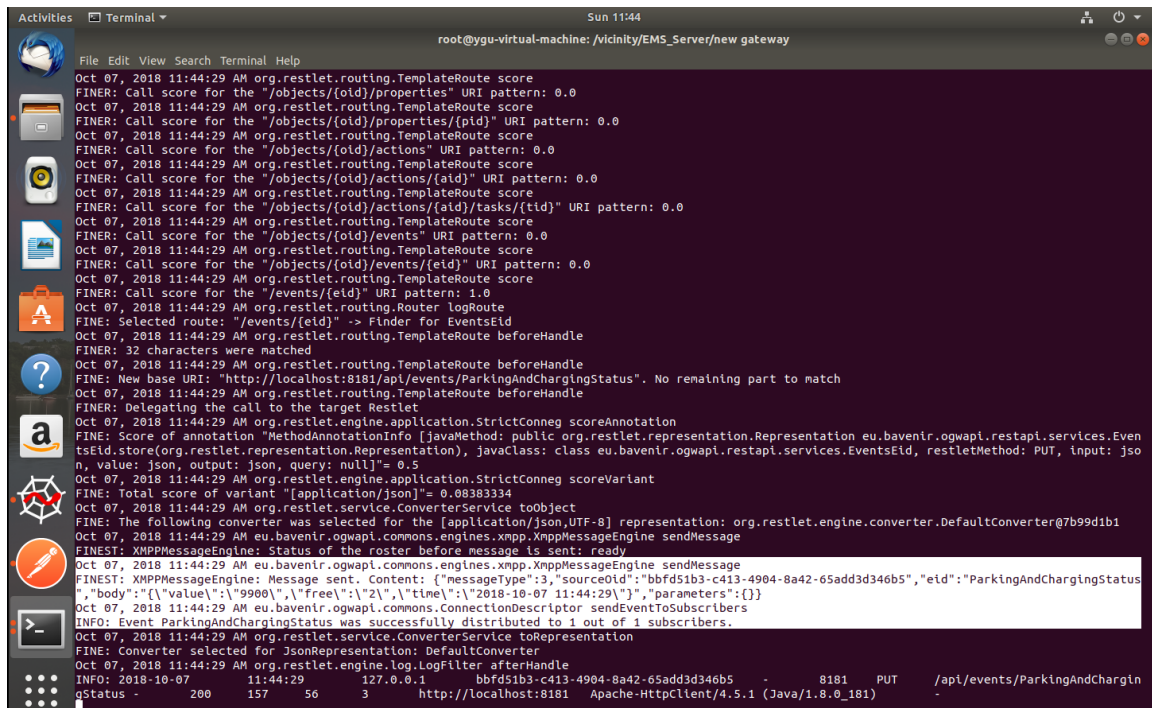 Activities Terminal Sun 11:44
root@ygu-virtual-machine: /vicinity/EMS_Server/new gateway
File Edit View Search Terminal Help
Oct 07, 2018 11:44:29 AM org.restlet.routing.TemplateRoute score
FINER: Call score for the "/objects/{oid}/properties" URI pattern: 0.0
Oct 07, 2018 11:44:29 AM org.restlet.routing.TemplateRoute score
FINER: Call score for the "/objects/{oid}/properties/{pid}" URI pattern: 0.0
Oct 07, 2018 11:44:29 AM org.restlet.routing.TemplateRoute score
FINER: Call score for the "/objects/{oid}/actions" URI pattern: 0.0
Oct 07, 2018 11:44:29 AM org.restlet.routing.TemplateRoute score
FINER: Call score for the "/objects/{oid}/actions/{aid}" URI pattern: 0.0
Oct 07, 2018 11:44:29 AM org.restlet.routing.TemplateRoute score
FINER: Call score for the "/objects/{oid}/actions/{aid}/tasks/{tid}" URI pattern: 0.0
Oct 07, 2018 11:44:29 AM org.restlet.routing.TemplateRoute score
FINER: Call score for the "/objects/{oid}/events" URI pattern: 0.0
Oct 07, 2018 11:44:29 AM org.restlet.routing.TemplateRoute score
FINER: Call score for the "/objects/{oid}/events/{eid}" URI pattern: 0.0
Oct 07, 2018 11:44:29 AM org.restlet.routing.TemplateRoute score
FINER: Call score for the "/events/{eid}" URI pattern: 1.0
Oct 07, 2018 11:44:29 AM org.restlet.routing.Router logRoute
FINE: Selected route: "/events/{eid}" -> Finder for EventsEid
Oct 07, 2018 11:44:29 AM org.restlet.routing.TemplateRoute beforeHandle
FINER: 32 characters were matched
Oct 07, 2018 11:44:29 AM org.restlet.routing.TemplateRoute beforeHandle
FINE: New base URI: "http://localhost:8181/api/events/ParkingAndChargingStatus". No remaining part to match
Oct 07, 2018 11:44:29 AM org.restlet.routing.TemplateRoute beforeHandle
FINER: Delegating the call to the target Restlet
Oct 07, 2018 11:44:29 AM org.restlet.engine.application.StrictConneg scoreAnnotation
FINE: Score of annotation "MethodAnnotationInfo [javaMethod: public org.restlet.representation.Representation eu.bavenir.ogwapi.restapi.services.Even
tsEid.store(org.restlet.representation.Representation), javaClass: class eu.bavenir.ogwapi.restapi.services.EventsEid, restletMethod: PUT, input: jso
n, value: json, output: json, query: null]"= 0.5
Oct 07, 2018 11:44:29 AM org.restlet.engine.application.StrictConneg scoreVariant
FINE: Total score of variant "[application/json]"= 0.08383334
Oct 07, 2018 11:44:29 AM org.restlet.service.ConverterService toObject
FINE: The following converter was selected for the [application/json,UTF-8] representation: org.restlet.engine.converter.DefaultConverter@7b99d1b1
Oct 07, 2018 11:44:29 AM eu.bavenir.ogwapi.commons.engines.xmpp.XmppMessageEngine sendMessage
FINEST: XMPPMessageEngine: Status of the roster before message is sent: ready
Oct 07, 2018 11:44:29 AM eu.bavenir.ogwapi.commons.engines.xmpp.XmppMessageEngine sendMessage
FINEST: XMPPMessageEngine: Message sent. Content: {"messageType":3,"sourceOid":"bbfd51b3-c413-4904-8a42-65add3d346b5","eid":"ParkingAndChargingStatus
","body":"{\"value\":\"9900\",\"free\":\"2\",\"time\":\"2018-10-07 11:44:29\"}","parameters":{}}
Oct 07, 2018 11:44:29 AM eu.bavenir.ogwapi.commons.ConnectionDescriptor sendEventToSubscribers
INFO: Event ParkingAndChargingStatus was successfully distributed to 1 out of 1 subscribers.
Oct 07, 2018 11:44:29 AM org.restlet.service.ConverterService toRepresentation
FINE: Converter selected for JsonRepresentation: DefaultConverter
Oct 07, 2018 11:44:29 AM org.restlet.engine.log.LogFilter afterHandle
INFO: 2018-10-07 11:44:29 127.0.0.1 bbfd51b3-c413-4904-8a42-65add3d346b5 - 8181 PUT /api/events/ParkingAndChargin
gStatus - 200 157 56 3 http://localhost:8181 Apache-HttpClient/4.5.1 (Java/1.8.0_181) -